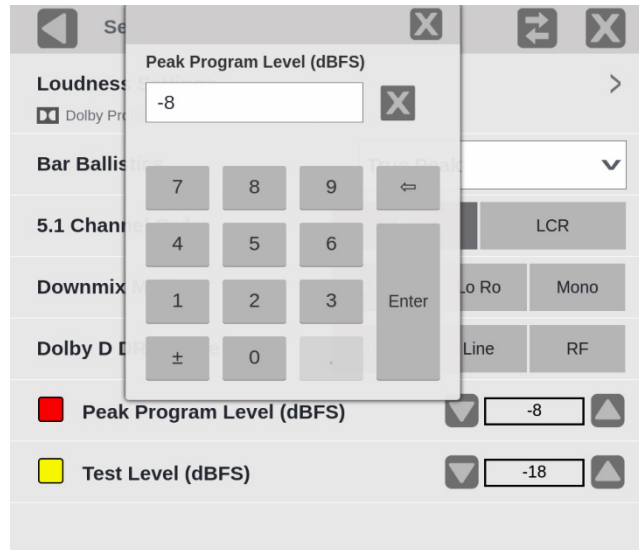 Se
Peak Program Level (dBFS)
-8
Loudness
Dolby Pro
Bar Ballistics
True Peak
7 8 9
4 5 6
1 2 3 Enter
± 0 .
5.1 Chann
LCR
Downmix M
Lo Ro Mono
Dolby D D
Line RF
Peak Program Level (dBFS) -8
Test Level (dBFS) -18